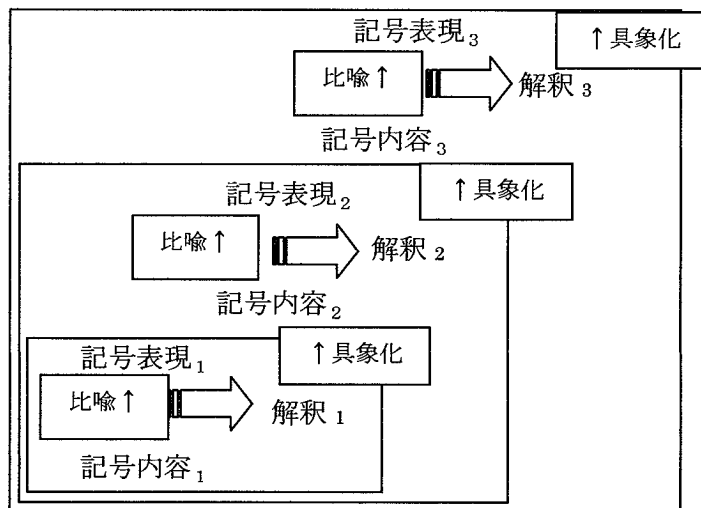 記号表現3
↑具象化
比喩↑
解釈3
記号内容3
↑具象化
記号表現2
比喩↑
解釈2
記号内容2
↑具象化
記号表現1
比喩↑
解釈1
記号内容1